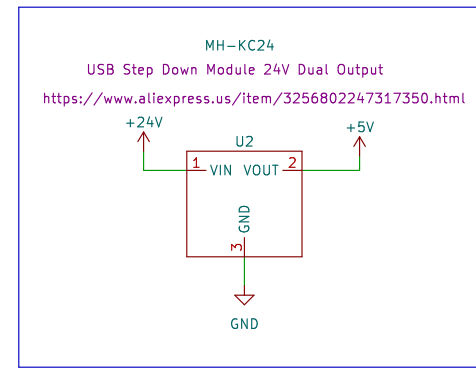 MH-KC24
USB Step Down Module 24V Dual Output
https://www.aliexpress.us/item/3256802247317350.html
+24V
+5V
U2
1 VIN VOUT 2
GND
3
GND